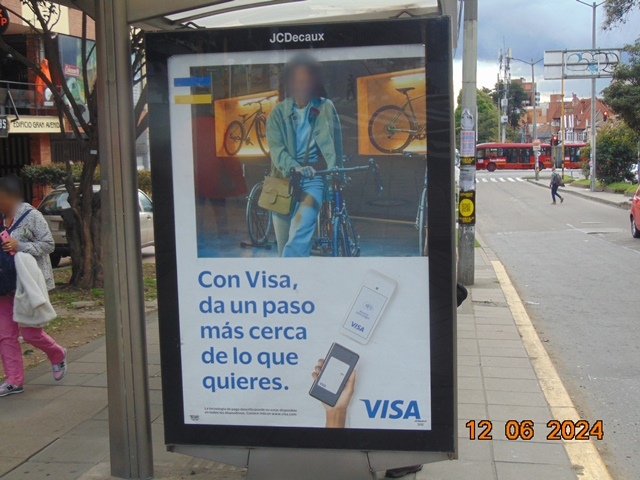 JCDecaux
EDIFICIO GRAN AVENIDA
Con Visa,
da un paso
más cerca
de lo que
quieres.
VISA
VISA
12 06 2024